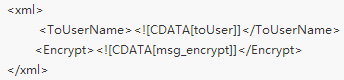 <xml>
<ToUserName><![CDATA[toUser]]</ToUserName>
<Encrypt><![CDATA[msg_encrypt]]</Encrypt>
</xml>